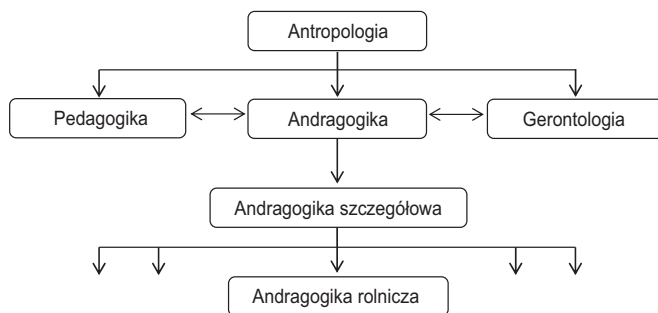 Antropologia
Pedagogika
Andragogika
Gerontologia
Andragogika szczegółowa
Andragogika rolnicza